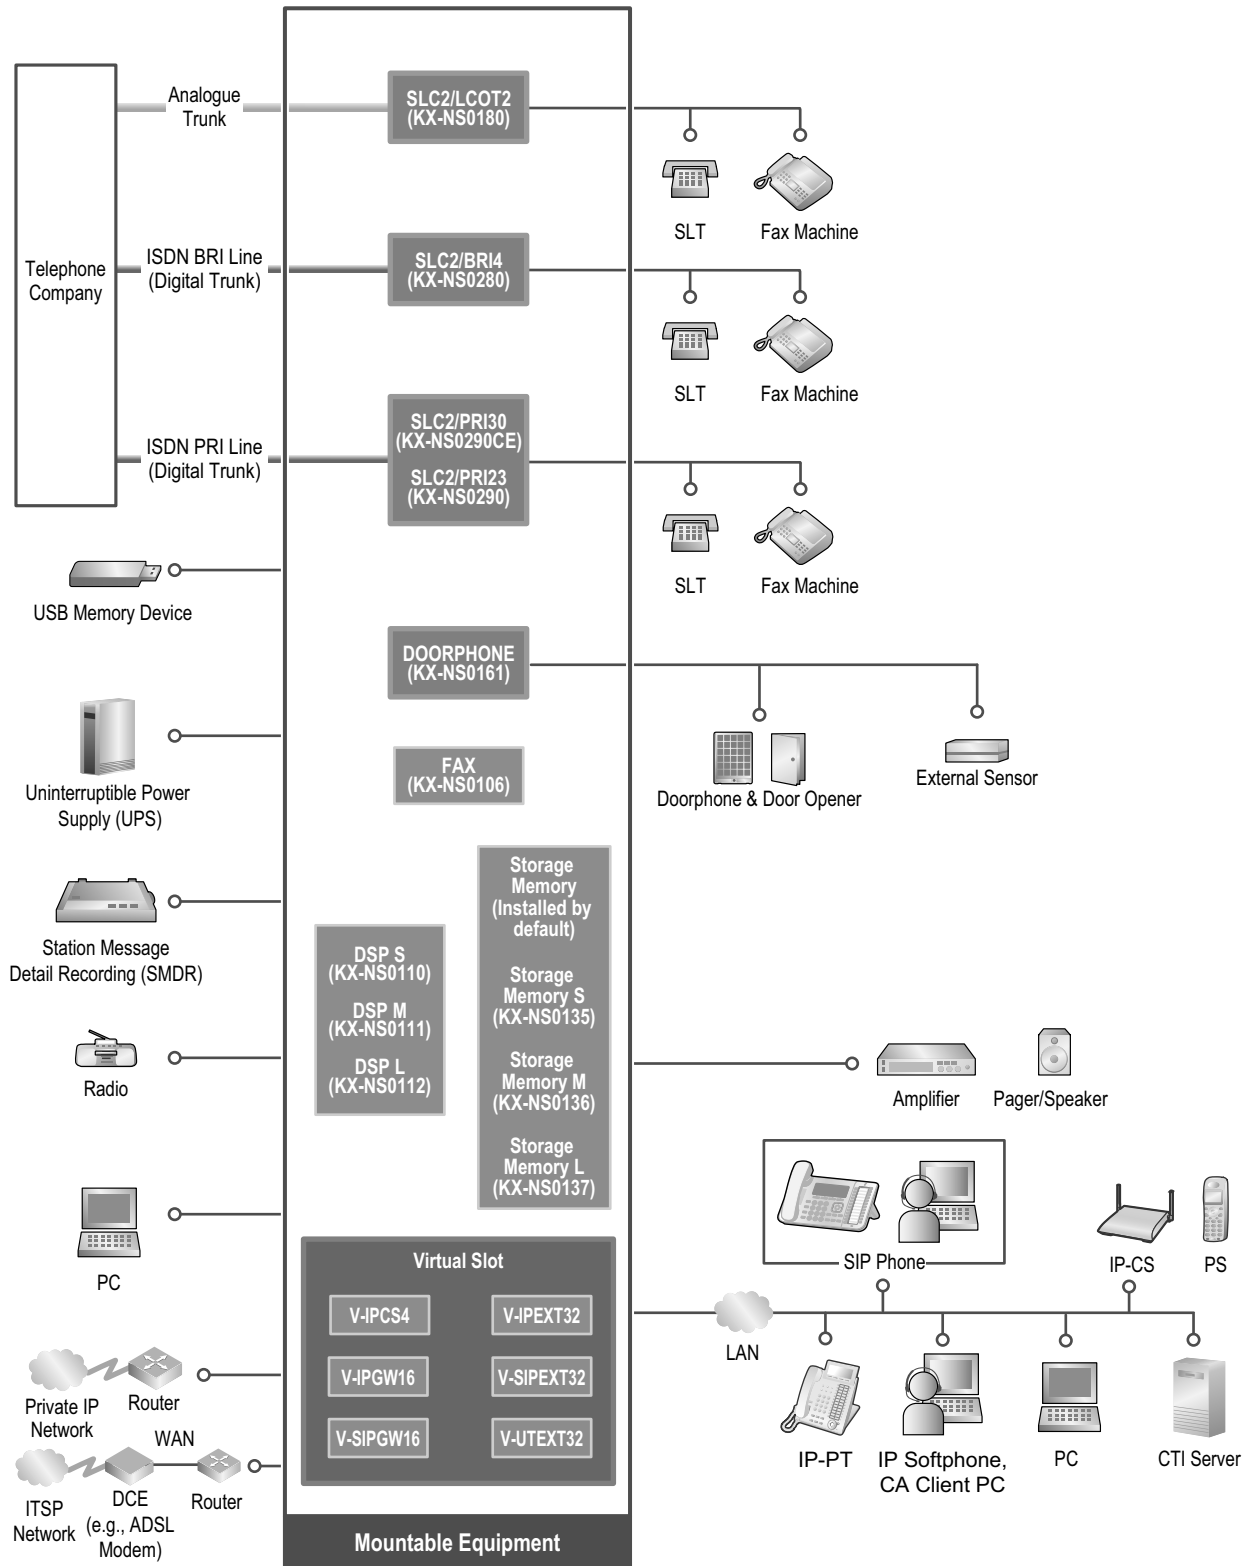 Analogue
Trunk
SLC2/LCOT2
(KX-NS0180)
SLT
Fax Machine
Telephone
Company
ISDN BRI Line
(Digital Trunk)
SLC2/BRI4
(KX-NS0280)
SLT
Fax Machine
ISDN PRI Line
(Digital Trunk)
SLC2/PRI30
(KX-NS0290CE)
SLC2/PRI23
(KX-NS0290)
SLT
Fax Machine
USB Memory Device
DOORPHONE
(KX-NS0161)
Doorphone & Door Opener
External Sensor
Uninterruptible Power
Supply (UPS)
FAX
(KX-NS0106)
Station Message
Detail Recording (SMDR)
DSP S
(KX-NS0110)
DSP M
(KX-NS0111)
DSP L
(KX-NS0112)
Storage
Memory
(Installed by
default)
Storage
Memory S
(KX-NS0135)
Storage
Memory M
(KX-NS0136)
Storage
Memory L
(KX-NS0137)
Radio
Amplifier
Pager/Speaker
PC
SIP Phone
IP-CS
PS
Virtual Slot
V-IPCS4
V-IPEXT32
V-IPGW16
V-SIPEXT32
V-SIPGW16
V-UTEXT32
LAN
IP-PT
IP Softphone,
CA Client PC
PC
CTI Server
Private IP
Network
Router
WAN
ITSP
Network
DCE
(e.g., ADSL
Modem)
Router
Mountable Equipment